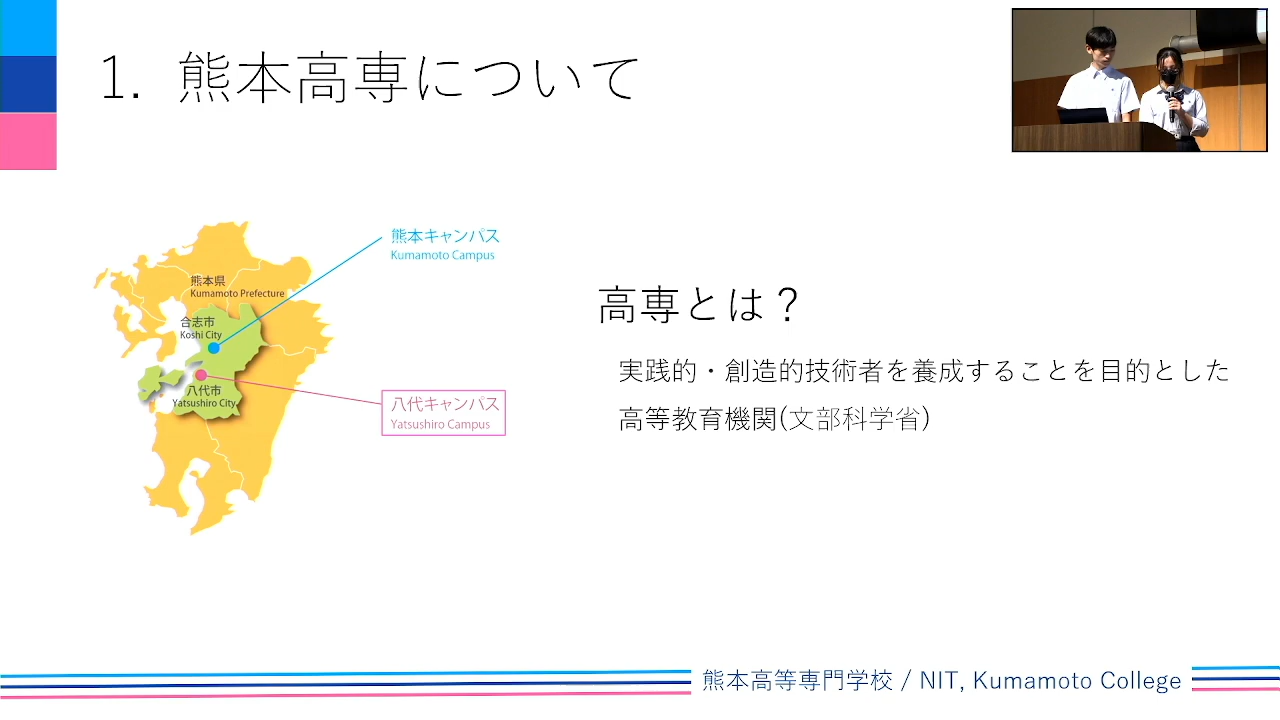 1. 熊本高専について
熊本キャンパス
Kumamoto Campus
熊本県
Kumamoto Prefecture
合志市
Koshi City
八代市
Yatsushiro City
八代キャンパス
Yatsushiro Campus
高専とは？
実践的・創造的技術者を養成することを目的とした
高等教育機関(文部科学省)
熊本高等専門学校 / NIT, Kumamoto College